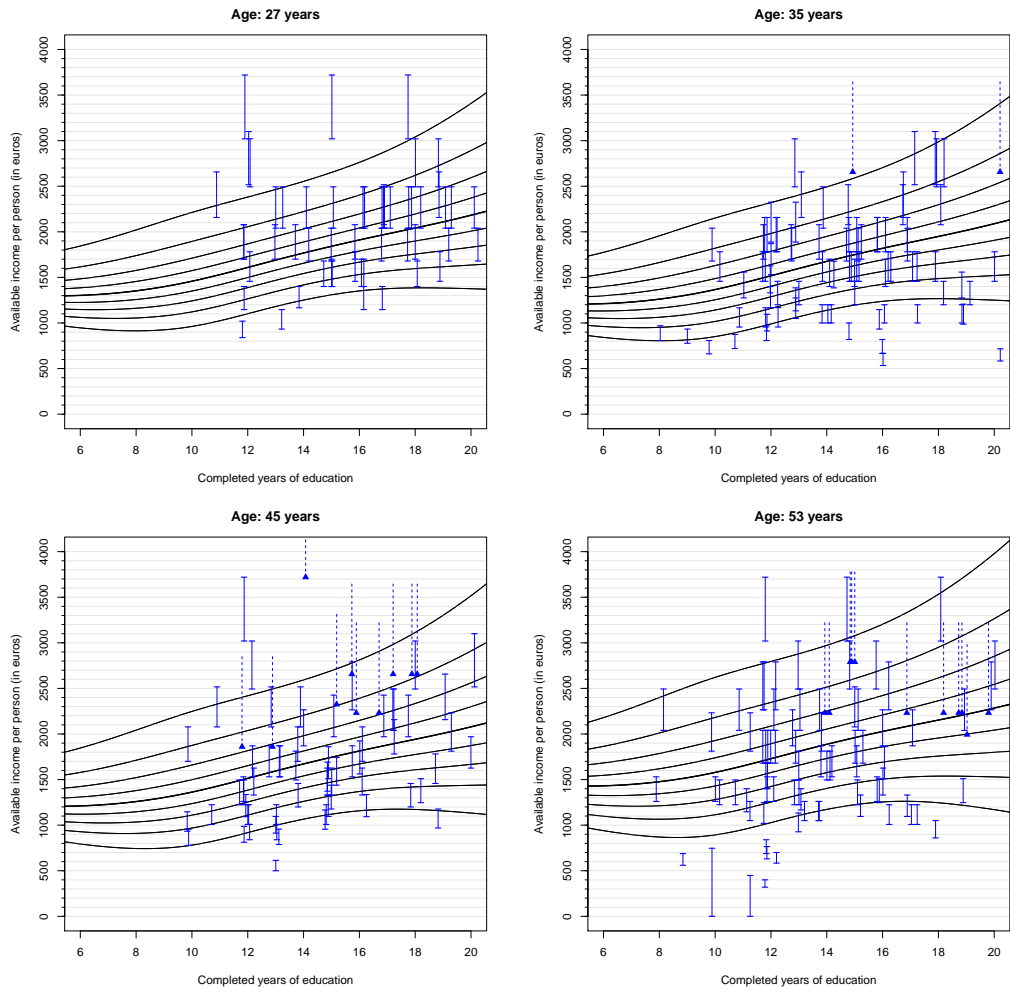 Age: 27 years
Available income per person (in euros)
4000
3500
3000
2500
2000
1500
1000
500
0
6 8 10 12 14 16 18 20
Completed years of education
Age: 35 years
Available income per person (in euros)
4000
3500
3000
2500
2000
1500
1000
500
0
6 8 10 12 14 16 18 20
Completed years of education
Age: 45 years
Available income per person (in euros)
4000
3500
3000
2500
2000
1500
1000
500
0
6 8 10 12 14 16 18 20
Completed years of education
Age: 53 years
Available income per person (in euros)
4000
3500
3000
2500
2000
1500
1000
500
0
6 8 10 12 14 16 18 20
Completed years of education